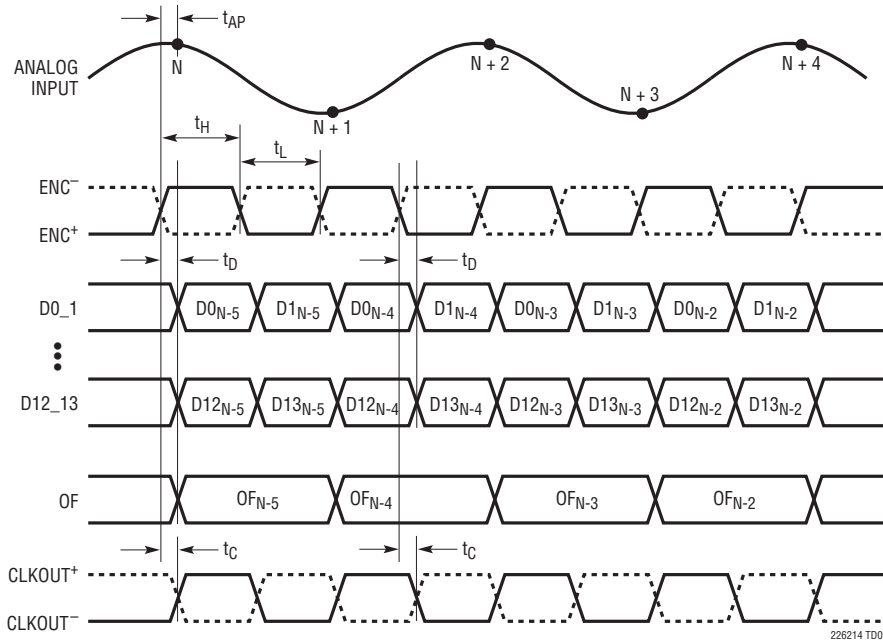 t_AP
ANALOG
INPUT
N
N + 1
N + 2
N + 3
N + 4
t_H
t_L
ENC⁻
ENC⁺
t_D
t_D
D0_1
D0_N-5
D1_N-5
D0_N-4
D1_N-4
D0_N-3
D1_N-3
D0_N-2
D1_N-2
D12_13
D12_N-5
D13_N-5
D12_N-4
D13_N-4
D12_N-3
D13_N-3
D12_N-2
D13_N-2
OF
OF_N-5
OF_N-4
OF_N-3
OF_N-2
t_C
t_C
CLKOUT⁺
CLKOUT⁻
226214 TD0